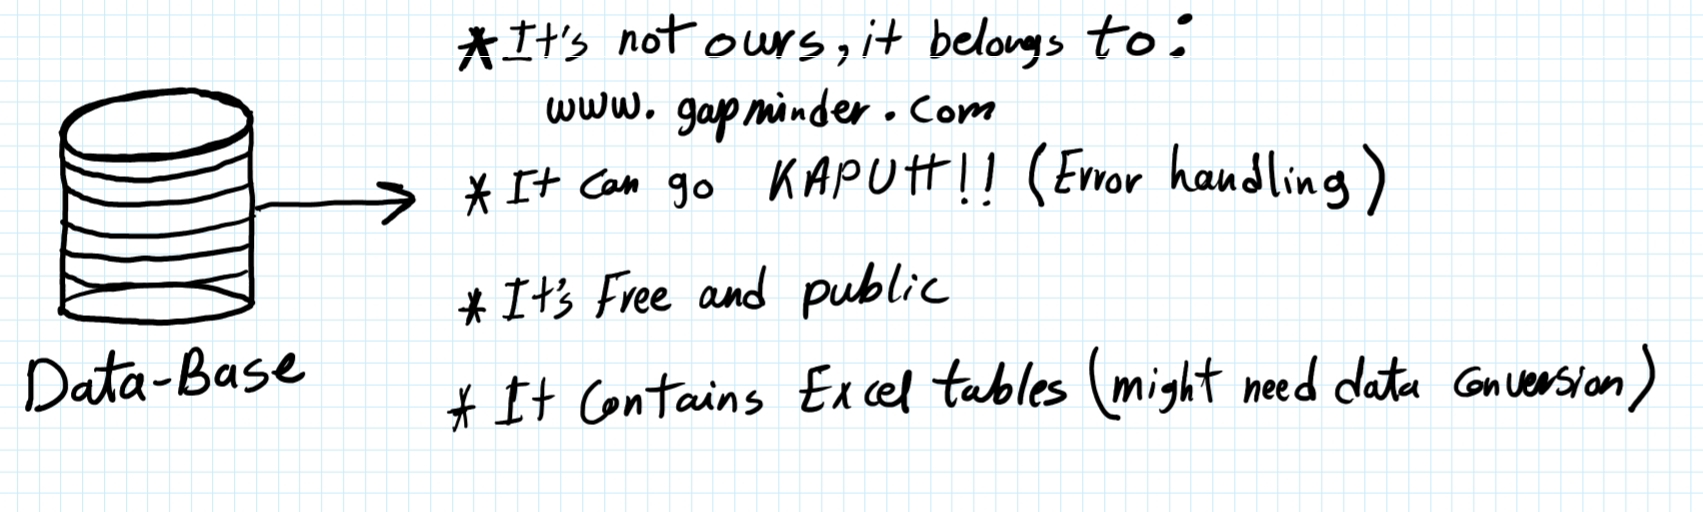 * It's not ours, it belongs to:
www.gapminder.com
* It can go KAPUtt!! (Error handling)
* It's Free and public
Data-Base
* It Contains Excel tables (might need data conversion)